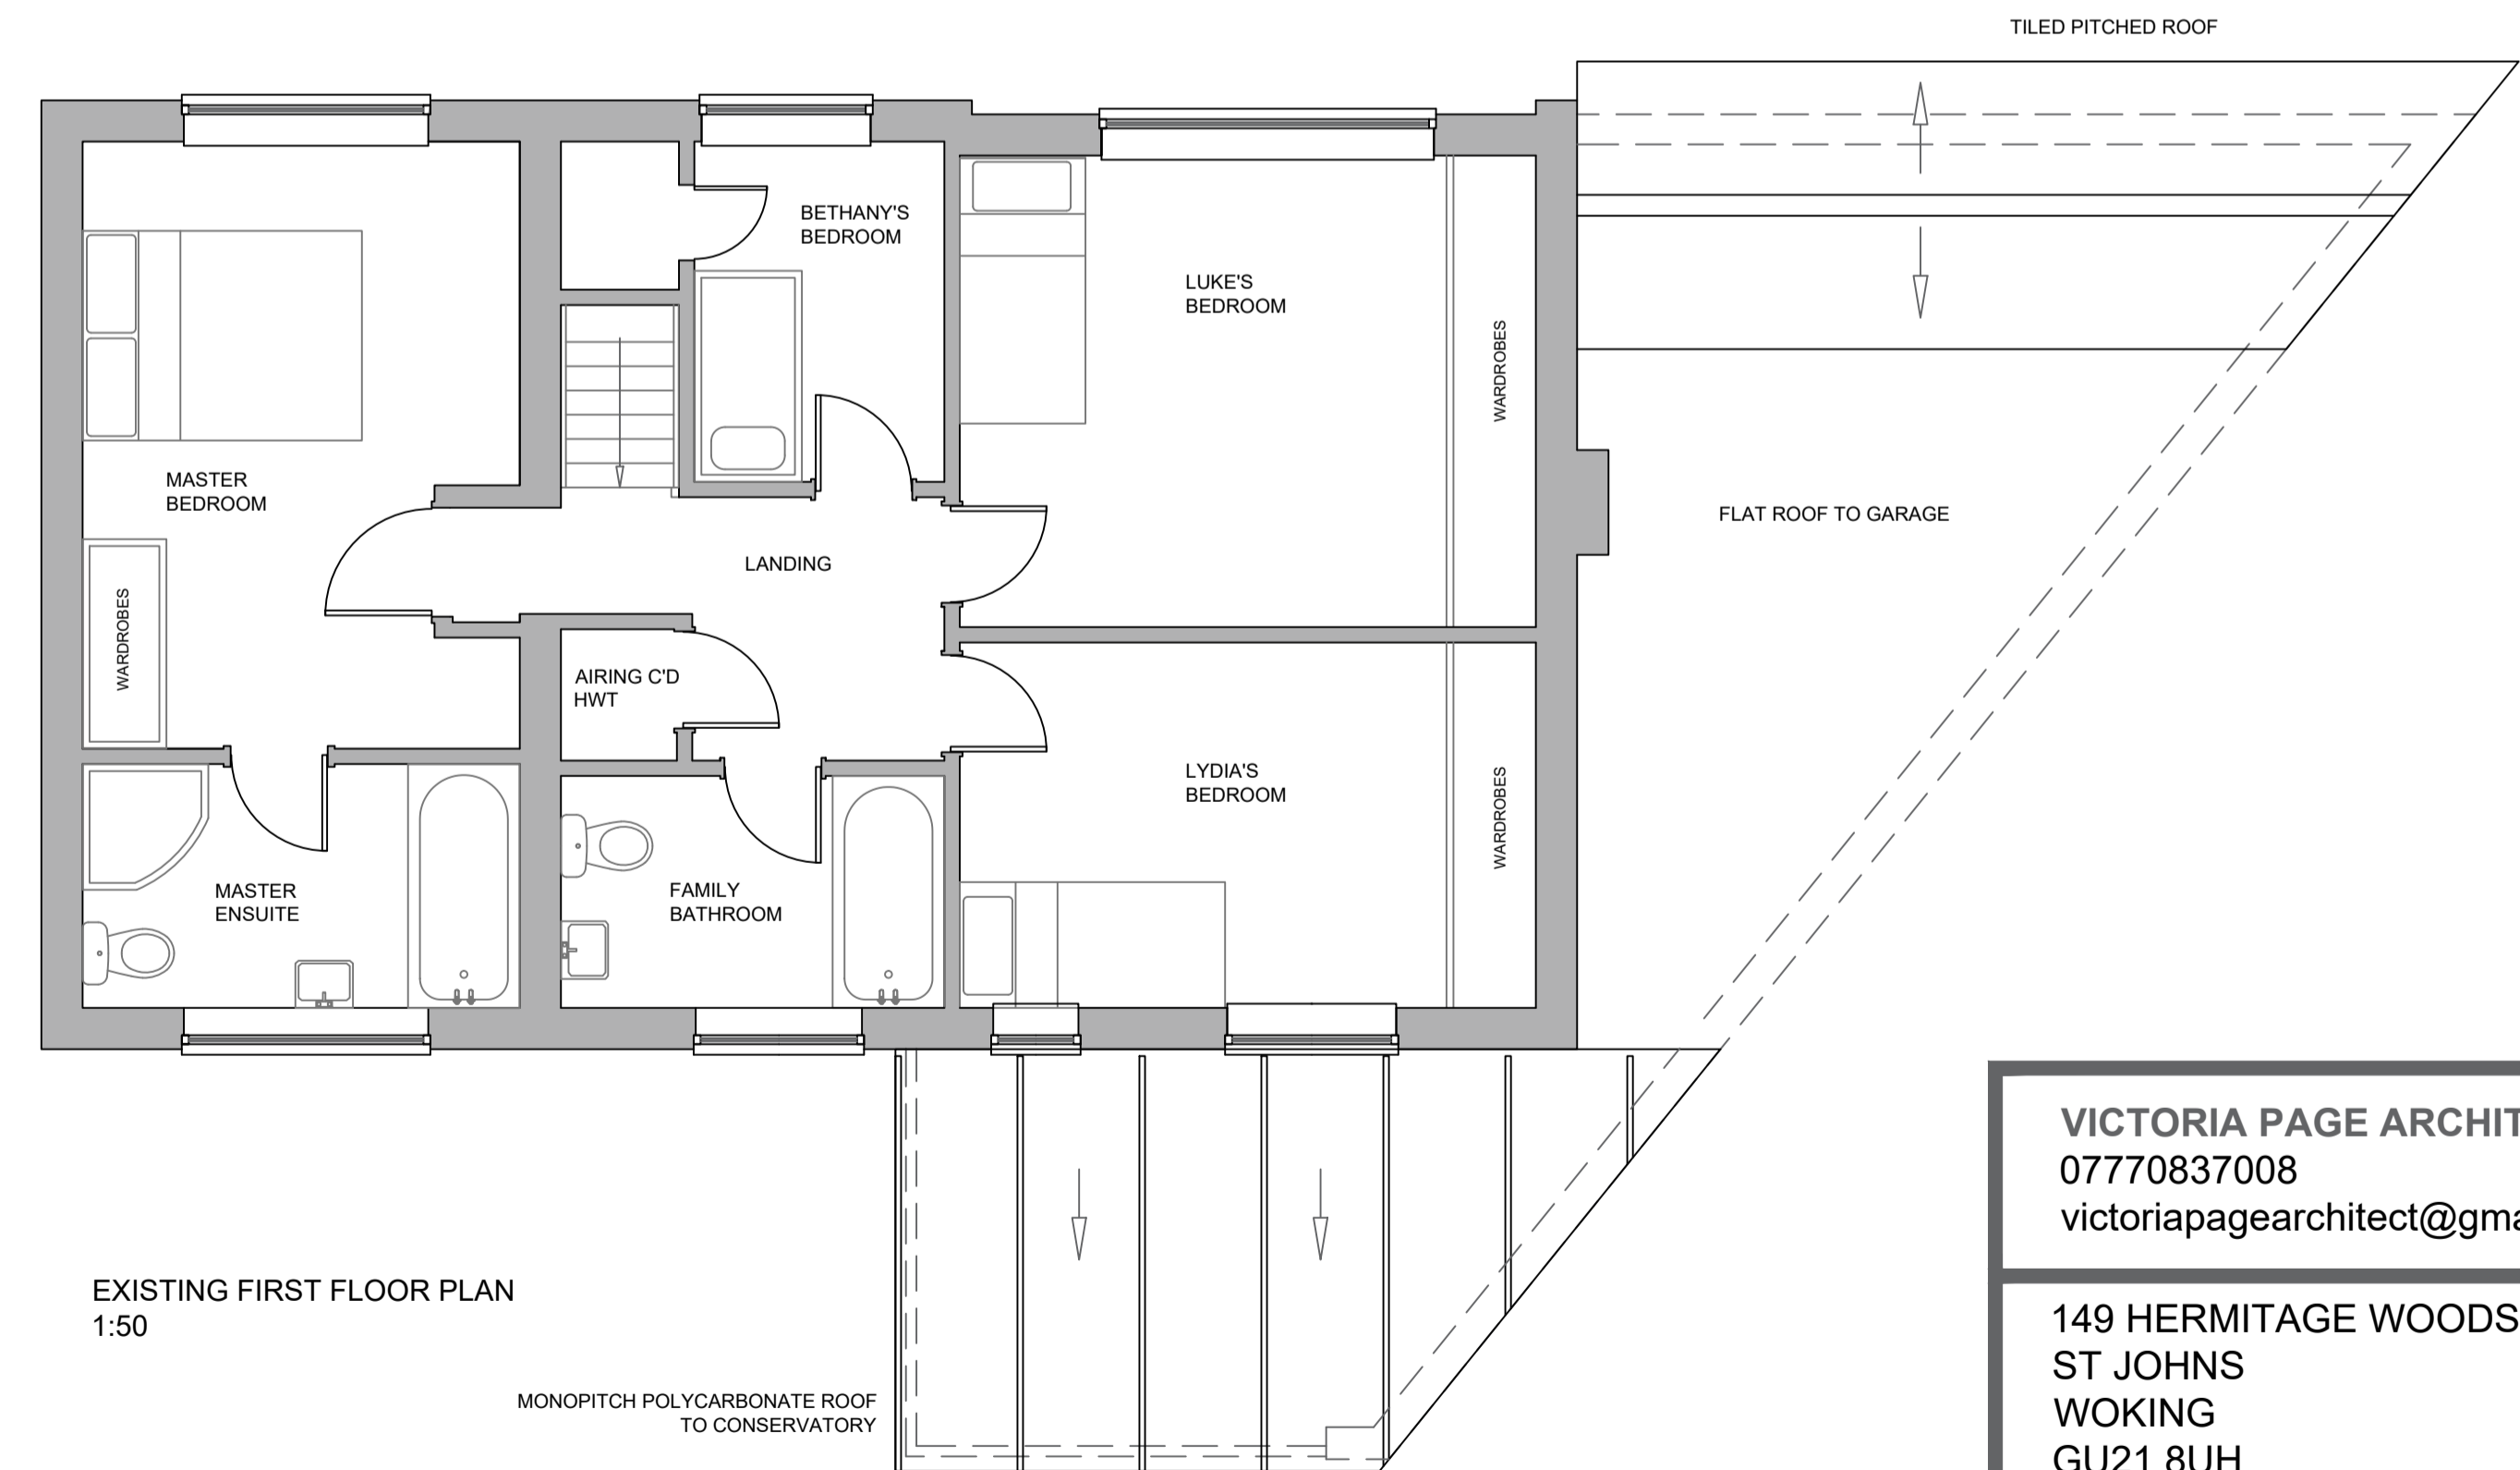 TILED PITCHED ROOF
BETHANY'S
BEDROOM
LUKE'S
BEDROOM
WARDROBES
MASTER
BEDROOM
FLAT ROOF TO GARAGE
LANDING
WARDROBES
AIRING C'D
HWT
LYDIA'S
BEDROOM
WARDROBES
MASTER
ENSUITE
FAMILY
BATHROOM
VICTORIA PAGE ARCHIT
07770837008
victoriapagearchitect@gma
EXISTING FIRST FLOOR PLAN
1:50
149 HERMITAGE WOODS
ST JOHNS
WOKING
GU21 8UH
MONOPITCH POLYCARBONATE ROOF
TO CONSERVATORY